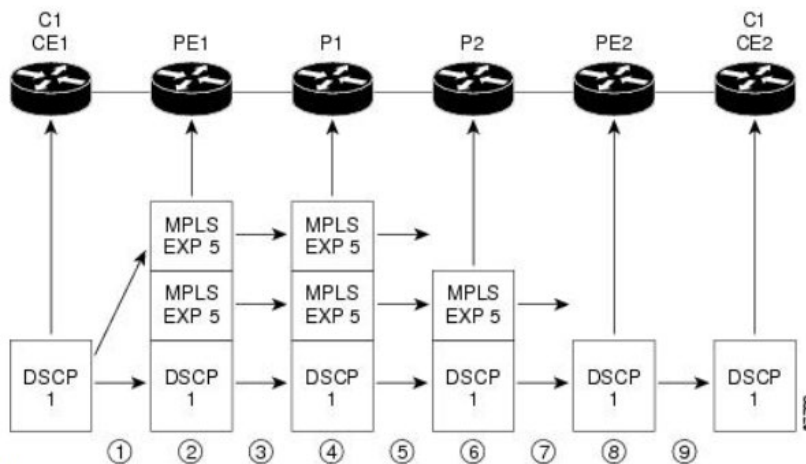 C1
CE1
PE1
P1
P2
PE2
C1
CE2
MPLS
EXP 5
MPLS
EXP 5
MPLS
EXP 5
MPLS
EXP 5
MPLS
EXP 5
DSCP
1
DSCP
1
DSCP
1
DSCP
1
DSCP
1
DSCP
1
① ② ③ ④ ⑤ ⑥ ⑦ ⑧ ⑨